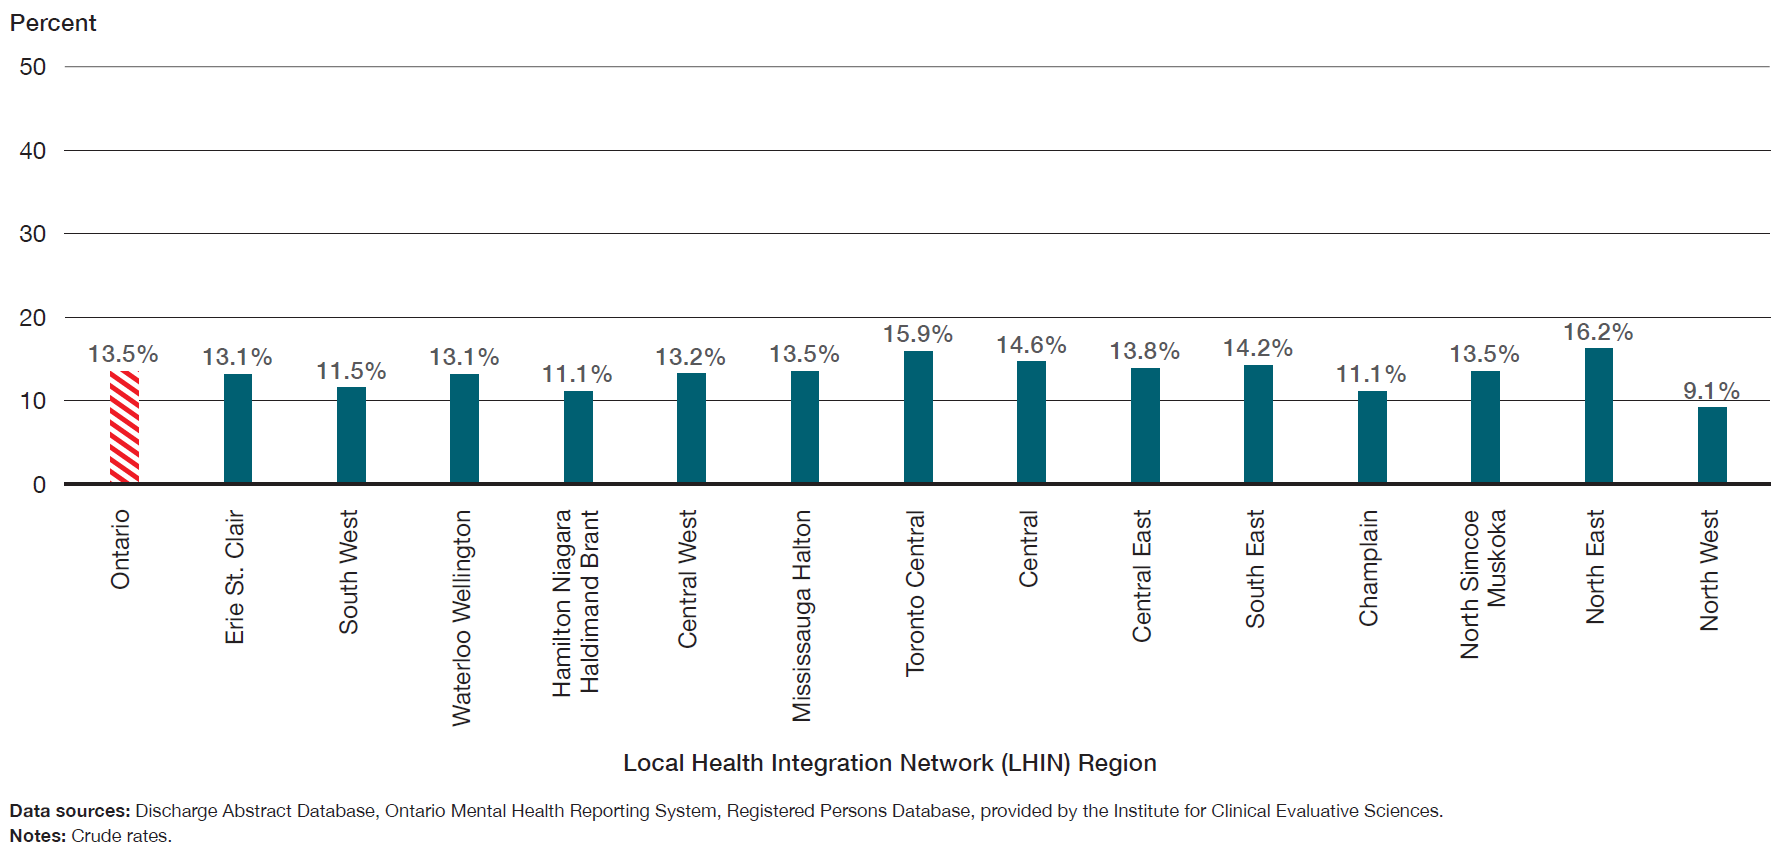 Percent
50
40
30
20
10
0
13.5%
13.1%
11.5%
13.1%
11.1%
13.2%
13.5%
15.9%
14.6%
13.8%
14.2%
11.1%
13.5%
16.2%
9.1%
Ontario
Erie St. Clair
South West
Waterloo Wellington
Hamilton Niagara
Haldimand Brant
Central West
Mississauga Halton
Toronto Central
Central
Central East
South East
Champlain
North Simcoe
Muskoka
North East
North West
Local Health Integration Network (LHIN) Region
Data sources: Discharge Abstract Database, Ontario Mental Health Reporting System, Registered Persons Database, provided by the Institute for Clinical Evaluative Sciences.
Notes: Crude rates.